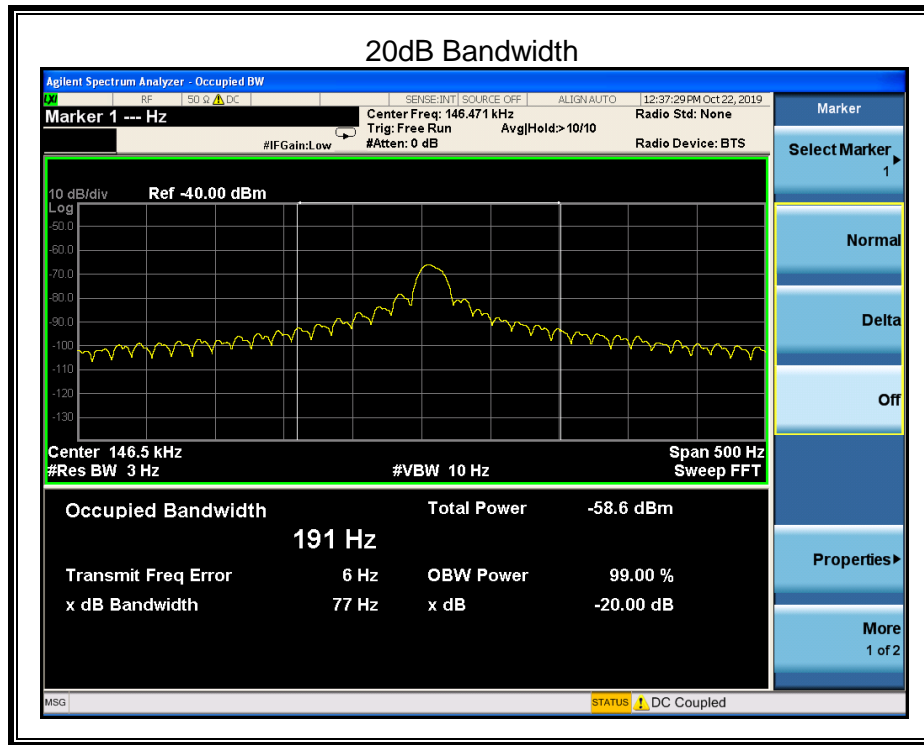 20dB Bandwidth
Agilent Spectrum Analyzer - Occupied BW
LXI RF 50 Ω DC SENSE:INT SOURCE OFF ALIGN AUTO 12:37:29 PM Oct 22, 2019
Marker 1 --- Hz
Center Freq: 146.471 kHz
Radio Std: None
Trig: Free Run Avg|Hold:> 10/10
#IFGain:Low #Atten: 0 dB Radio Device: BTS
10 dB/div Ref -40.00 dBm
Log
-50.0
-60.0
-70.0
-80.0
-90.0
-100
-110
-120
-130
Center 146.5 kHz Span 500 Hz
#Res BW 3 Hz #VBW 10 Hz Sweep FFT
Occupied Bandwidth Total Power -58.6 dBm
191 Hz
Transmit Freq Error 6 Hz OBW Power 99.00 %
x dB Bandwidth 77 Hz x dB -20.00 dB
MSG STATUS DC Coupled
Marker
Select Marker
1
Normal
Delta
Off
Properties
More
1 of 2